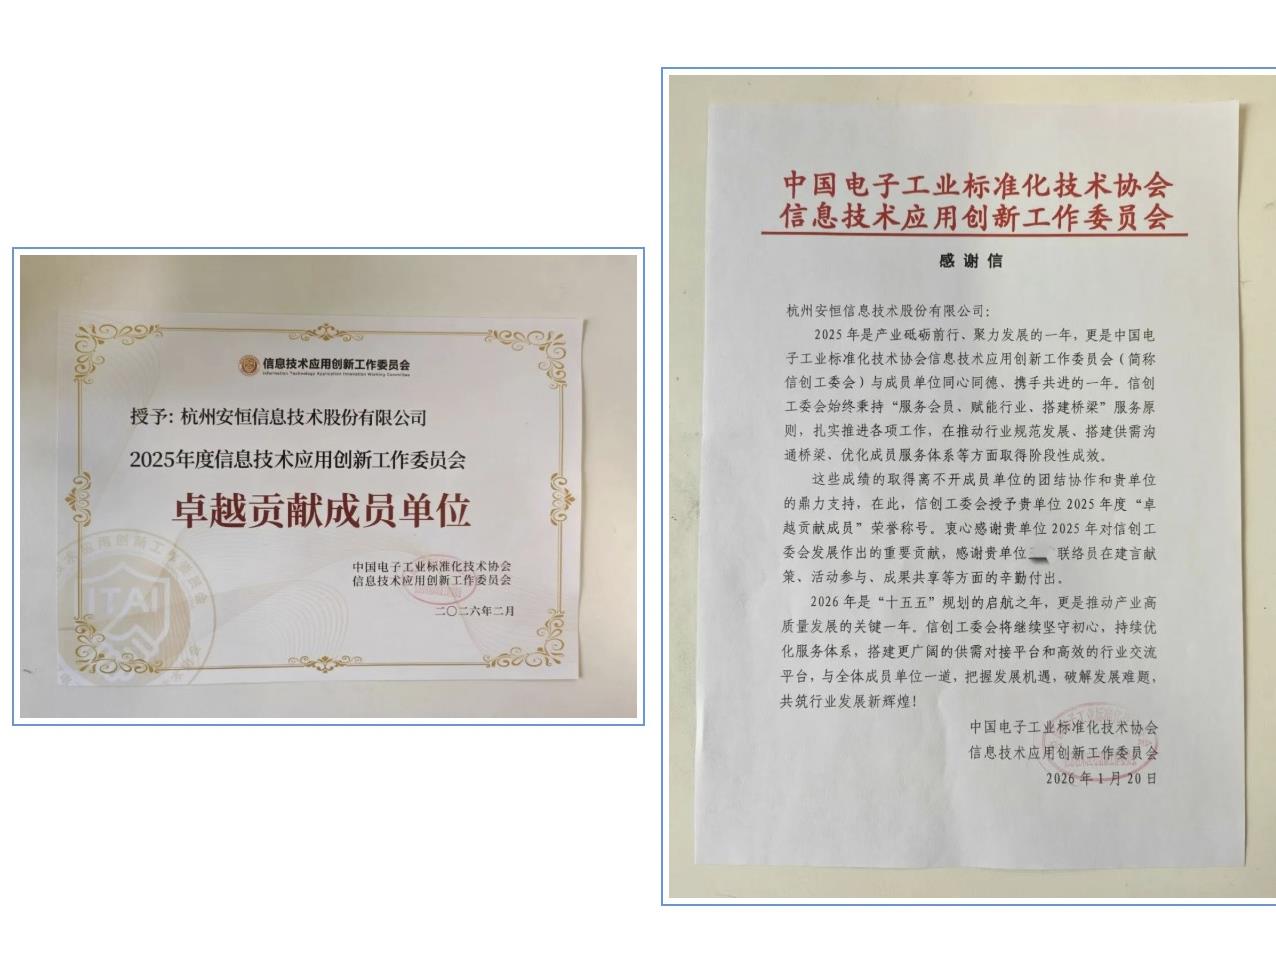 信息技术应用创新工作委员会
Information Technology Application Innovation Working Committee
授予：杭州安恒信息技术股份有限公司
2025年度信息技术应用创新工作委员会
卓越贡献成员单位
中国电子工业标准化技术协会
信息技术应用创新工作委员会
二〇二六年二月
ITAI
中国电子工业标准化技术协会
信息技术应用创新工作委员会
感谢信
杭州安恒信息技术股份有限公司：
2025 年是产业砥砺前行、聚力发展的一年，更是中国电
子工业标准化技术协会信息技术应用创新工作委员会（简称
信创工委会）与成员单位同心同德、携手共进的一年。信创
工委会始终秉持“服务会员、赋能行业、搭建桥梁”服务原
则，扎实推进各项工作，在推动行业规范发展、搭建供需沟
通桥梁、优化成员服务体系等方面取得阶段性成效。
这些成绩的取得离不开成员单位的团结协作和贵单位
的鼎力支持，在此，信创工委会授予贵单位 2025 年度“卓
越贡献成员”荣誉称号。衷心感谢贵单位 2025 年对信创工
委会发展作出的重要贡献，感谢贵单位 联络员在建言献
策、活动参与、成果共享等方面的辛勤付出。
2026 年是“十五五”规划的启航之年，更是推动产业高
质量发展的关键一年。信创工委会将继续坚守初心，持续优
化服务体系，搭建更广阔的供需对接平台和高效的行业交流
平台，与全体成员单位一道，把握发展机遇，破解发展难题，
共筑行业发展新辉煌！
中国电子工业标准化技术协会
信息技术应用创新工作委员会
2026 年 1 月 20 日